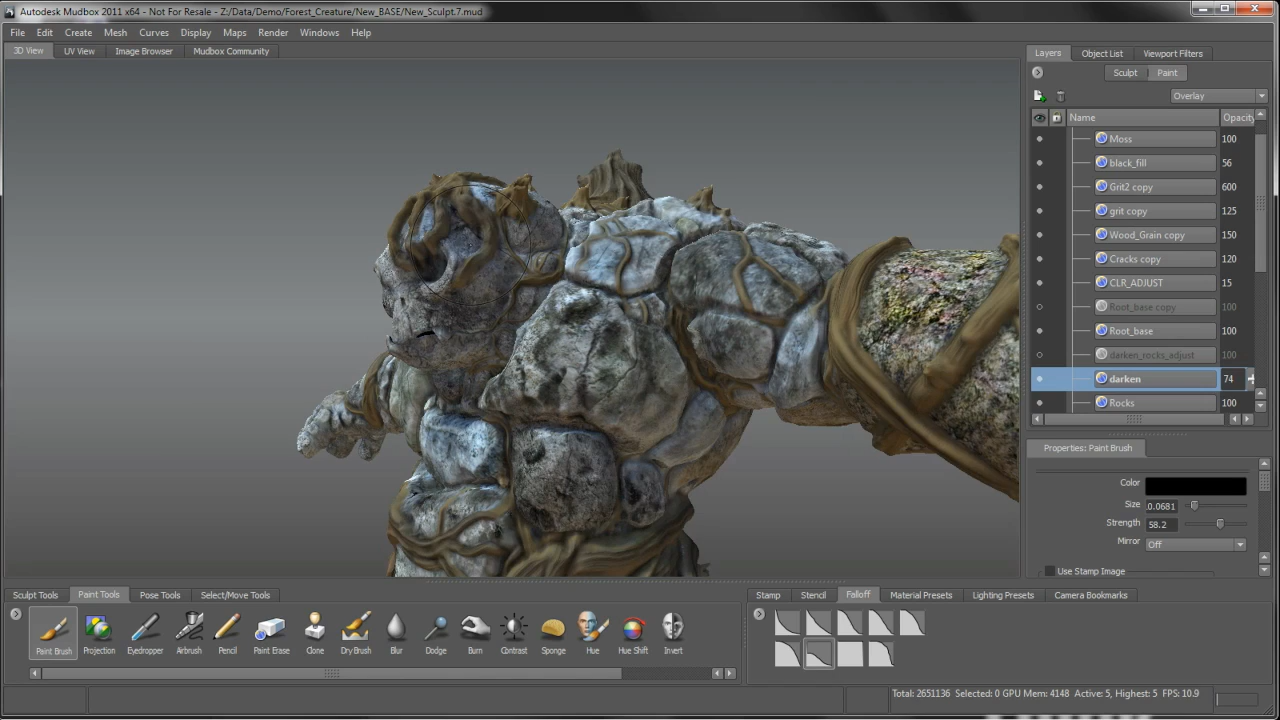 Autodesk Mudbox 2011 x64 - Not For Resale - Z:/Data/Demo/Forest_Creature/New_BASE/New_Sculpt.7.mud
File Edit Create Mesh Curves Display Maps Render Windows Help
3D View UV View Image Browser Mudbox Community
Layers Object List Viewport Filters
Sculpt Paint
Overlay
Name Opacity
Moss 100
black_fill 56
Grit2 copy 600
grit copy 125
Wood_Grain copy 150
Cracks copy 120
CLR_ADJUST 15
Root_base copy 100
Root_base 100
darken_rocks_adjust 100
darken 74
Rocks 100
Properties: Paint Brush
Color
Size 0.0681
Strength 58.2
Mirror Off
Use Stamp Image
Sculpt Tools Paint Tools Pose Tools Select/Move Tools
Paint Brush Projection Eyedropper Airbrush Pencil Paint Erase Clone Dry Brush Blur Dodge Burn Contrast Sponge Hue Hue Shift Invert
Stamp Stencil Falloff Material Presets Lighting Presets Camera Bookmarks
Total: 2651136 Selected: 0 GPU Mem: 4148 Active: 5, Highest: 5 FPS: 10.9